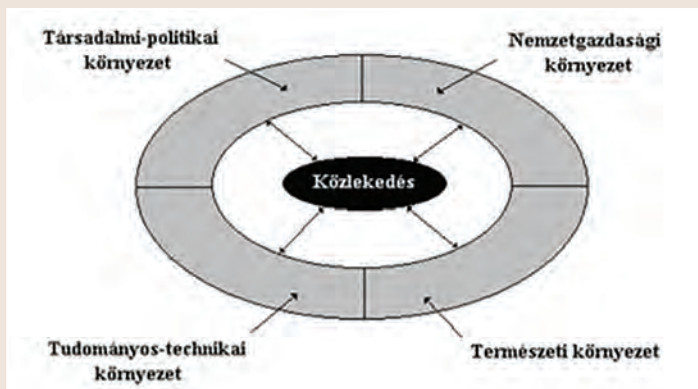 Társadalmi-politikai
környezet
Nemzetgazdasági
környezet
Közlekedés
Tudományos-technikai
környezet
Természeti környezet